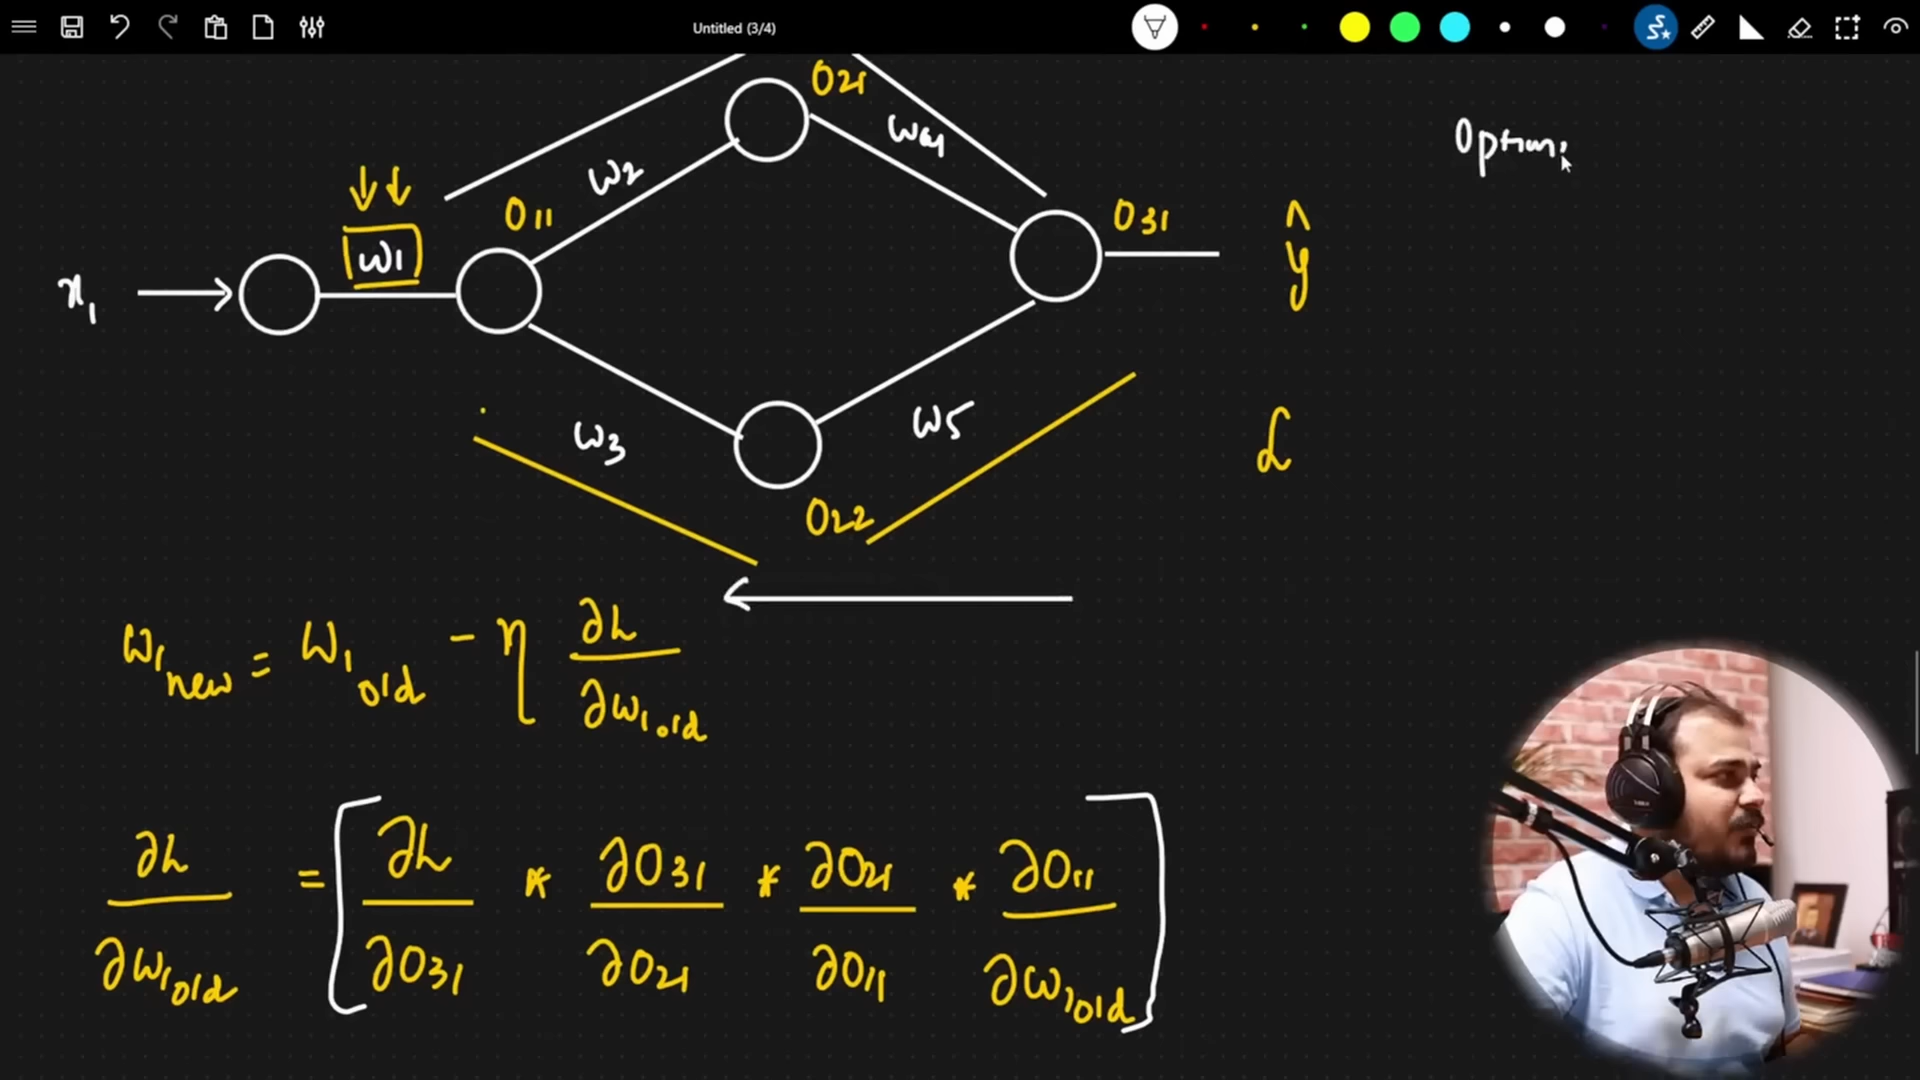 Untitled (3/4)
O21
Optimi
W2
W4
O11
O31
ŷ
W1
x1
W3
W5
L
O22
W1new = W1old - η ∂L/∂W1old
∂L/∂W1old = [∂L/∂O31 * ∂O31/∂O21 * ∂O21/∂O11 * ∂O11/∂W1old]